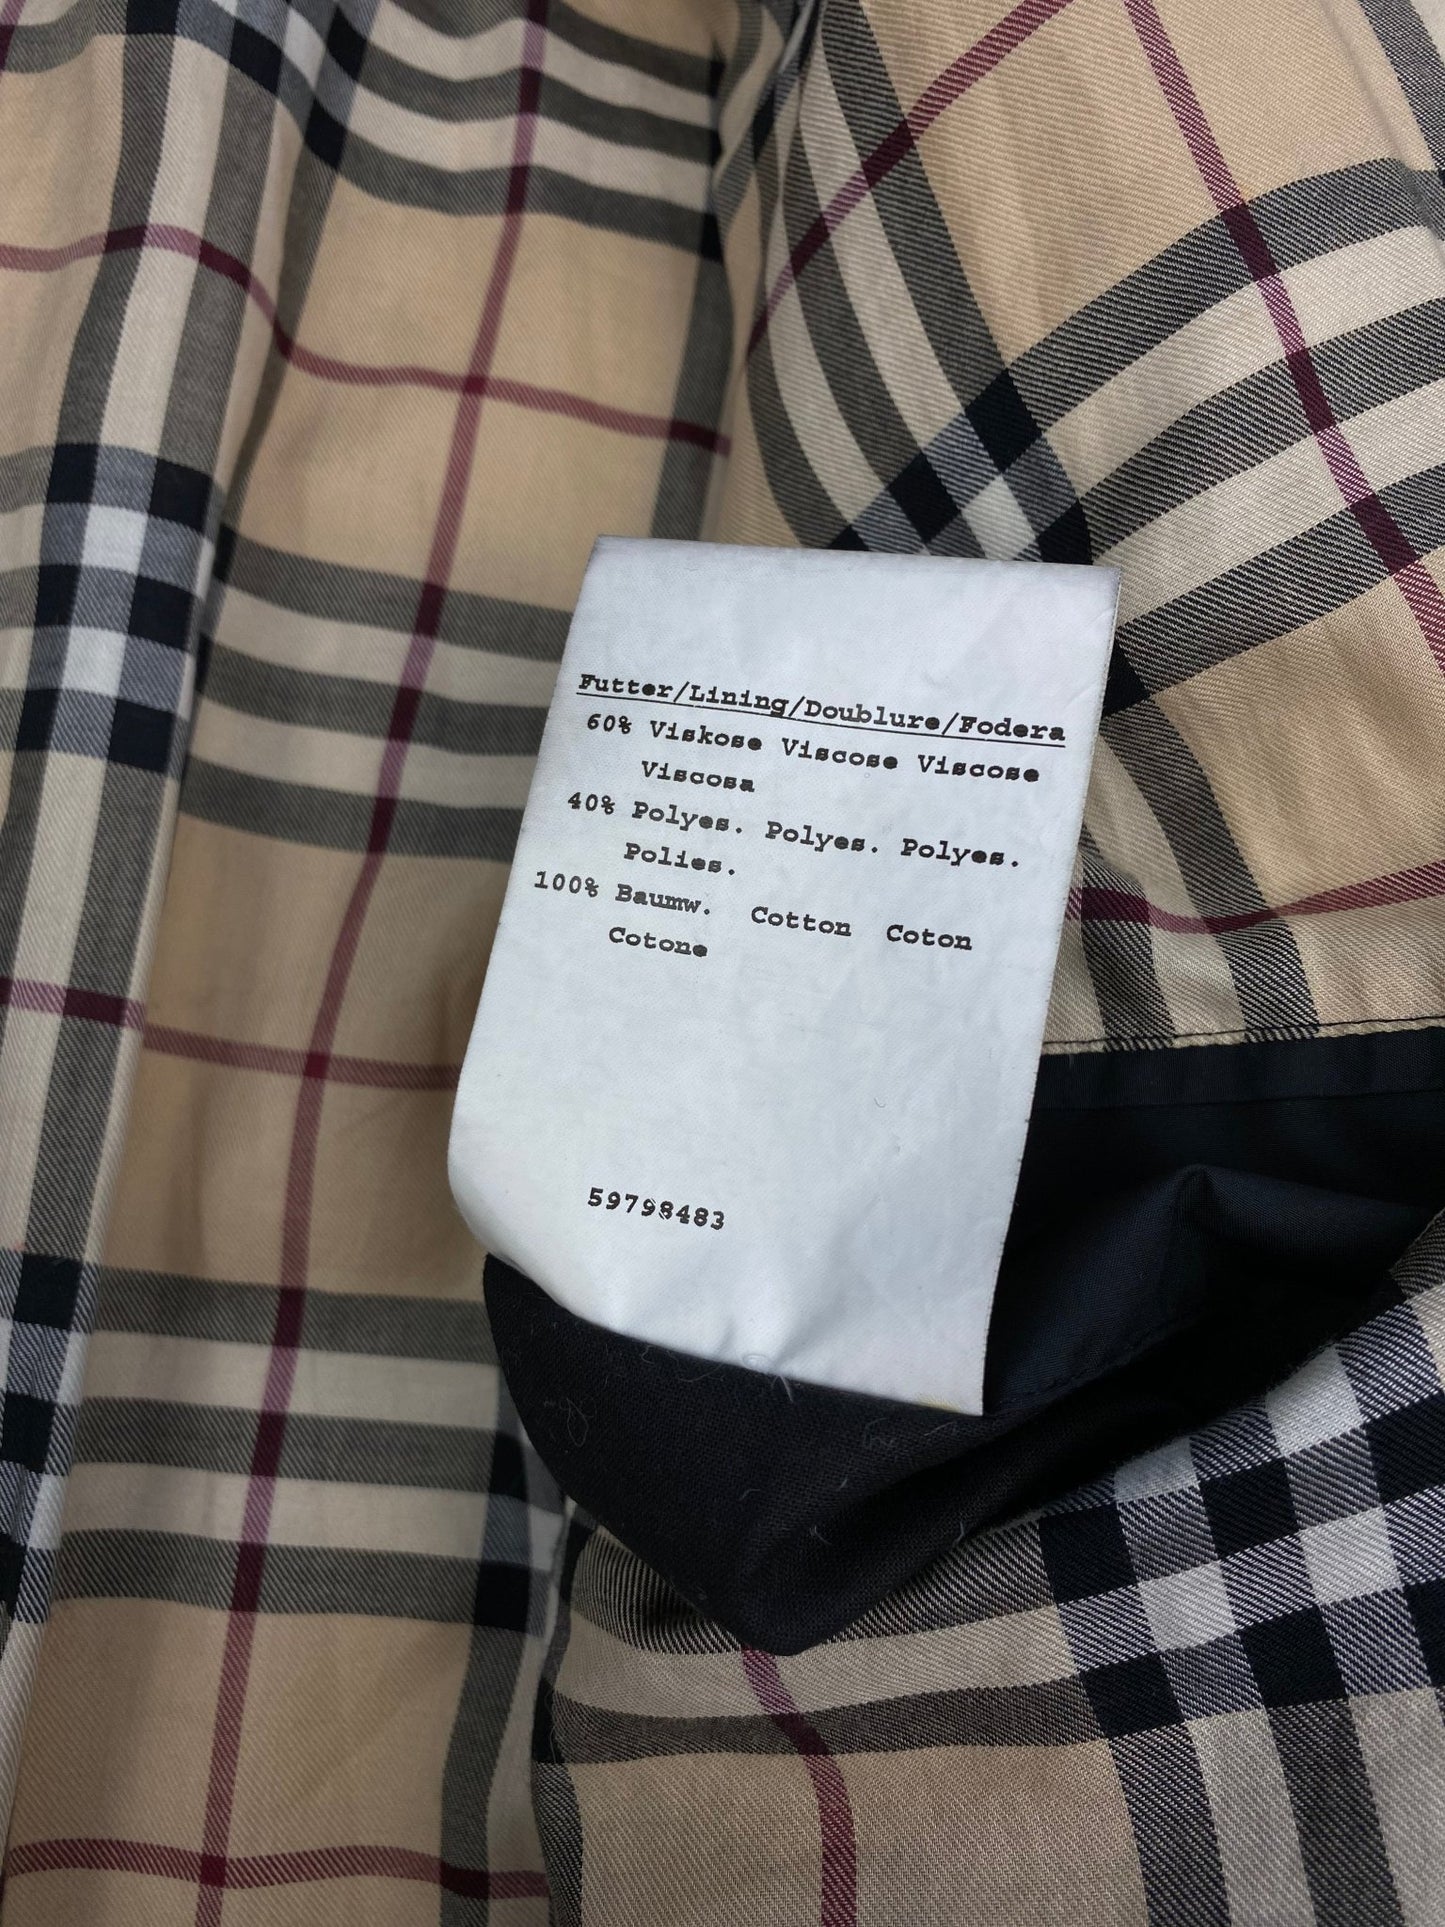 Futter/Lining/Doublure/Fodera
60% Viskose Viscose Viscose
Viscosa
40% Polyes. Polyes. Polyes.
Polies.
100% Baumw. Cotton Coton
Cotone
59798483